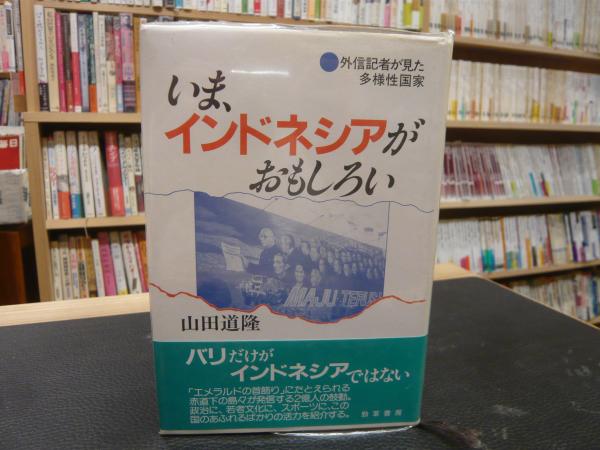 ●外信記者が見た
多様性国家
いま、
インドネシアが
おもしろい
MAJU TERUS
山田道隆
バリだけが
インドネシアではない
「エメラルドの首飾り」にたとえられる
赤道下の島々が発信する2億人の鼓動。
政治に、若者文化に、スポーツに、この
国のあふれるばかりの活力を紹介する。
勁草書房